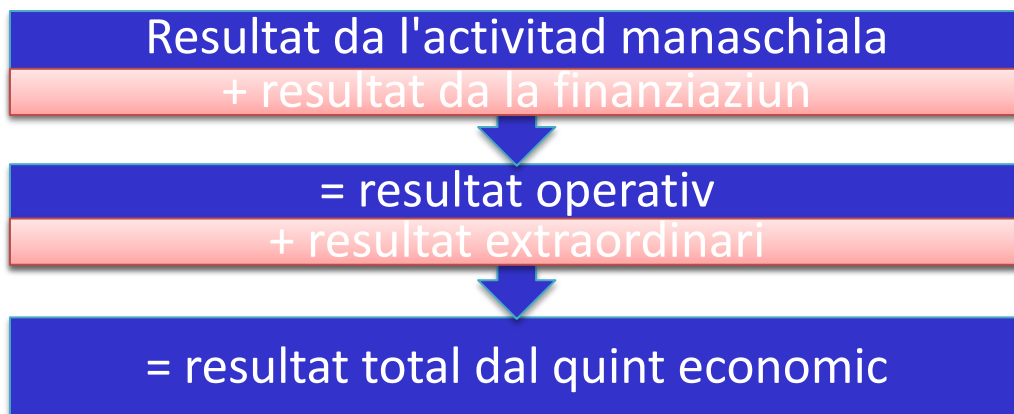 Resultat da l'activitad manaschiala
+ resultat da la finanziaziun
= resultat operativ
+ resultat extraordinari
= resultat total dal quint economic